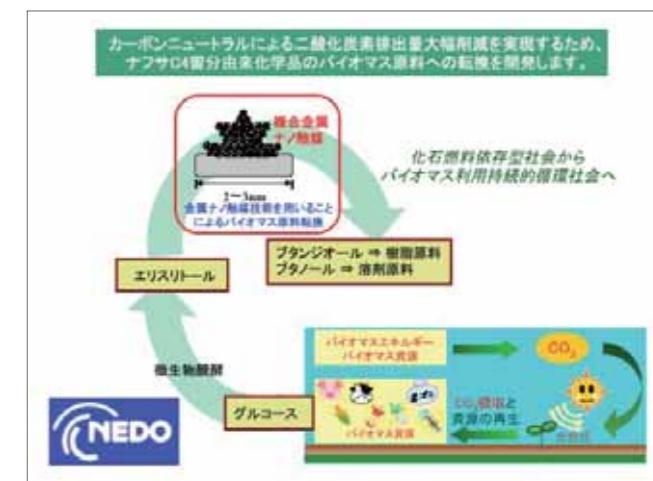 カーボンニュートラルによる二酸化炭素排出量大幅削減を実現するため、
ナフサC4留分由来化学品のバイオマス原料への転換を開発します。
複合金属
ナノ触媒
2～3nm
金属ナノ触媒技術を用いること
によるバイオマス原料転換
化石燃料依存型社会から
バイオマス利用持続的循環社会へ
ブタンジオール ⇒ 樹脂原料
ブタノール ⇒ 溶剤原料
エリスリトール
微生物醗酵
グルコース
バイオマスエネルギー
バイオマス資源
CO₂
CO₂吸収と
資源の再生
光合成
バイオマス資源
NEDO